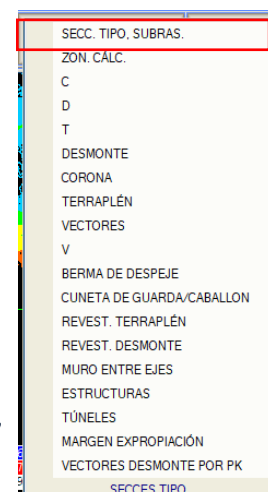 SECC. TIPO, SUBRAS.
ZON. CÁLC.
C
D
T
DESMONTE
CORONA
TERRAPLÉN
VECTORES
V
BERMA DE DESPEJE
CUNETA DE GUARDA/CABALLON
REVEST. TERRAPLÉN
REVEST. DESMONTE
MURO ENTRE EJES
ESTRUCTURAS
TÚNELES
MARGEN EXPROPIACIÓN
VECTORES DESMONTE POR PK
SECCES TIPO